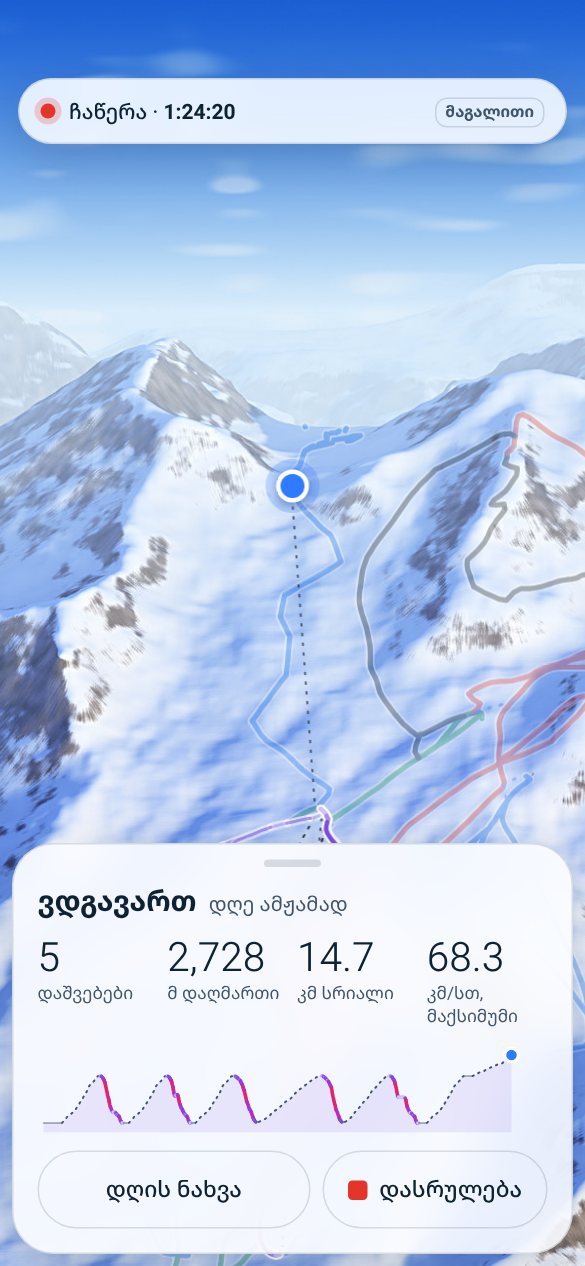 ჩაწერა · 1:24:20
მაგალითი
ვდგავართ დღე ამჟამად
5
დაშვებები
2,728
მ დაღმართი
14.7
კმ სრიალი
68.3
კმ/სთ,
მაქსიმუმი
დღის ნახვა
დასრულება